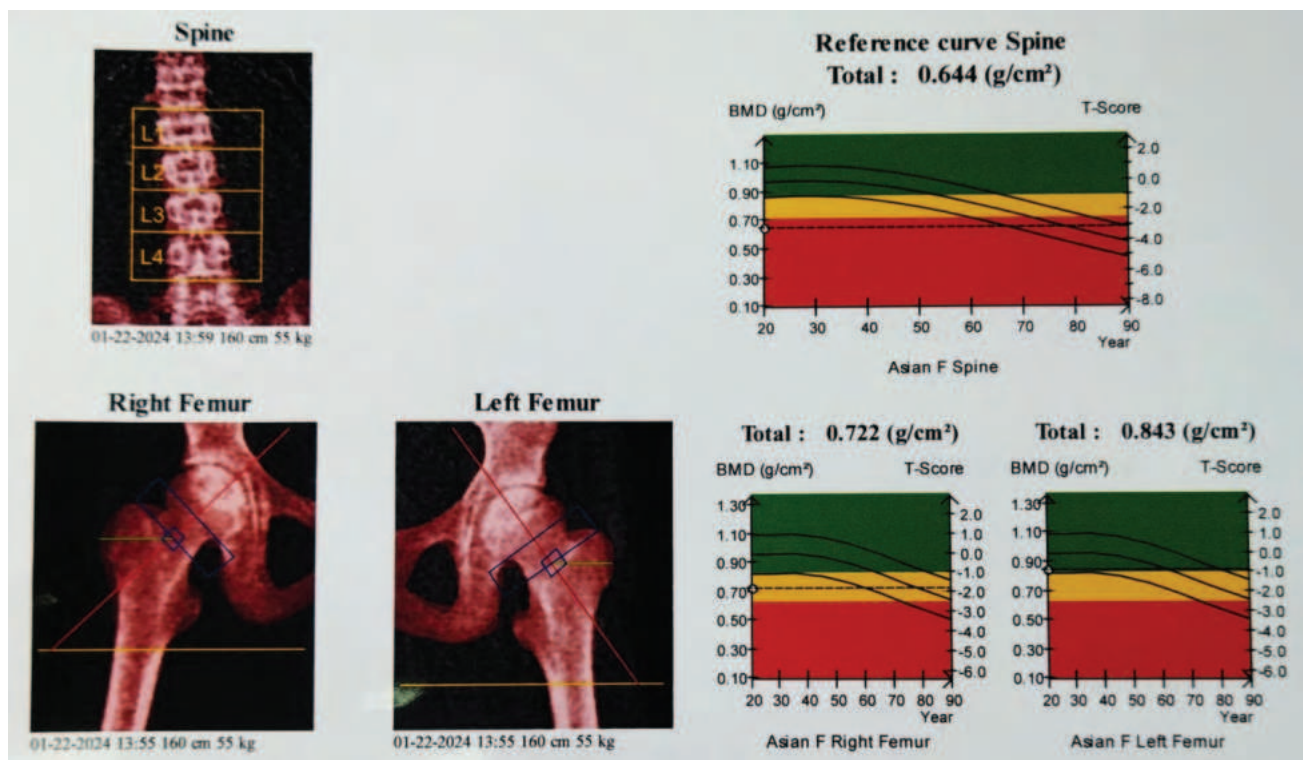 Spine
L1
L2
L3
L4
01-22-2024 13:59 160 cm 55 kg
Reference curve Spine
Total : 0.644 (g/cm²)
BMD (g/cm²) T-Score
1.10
0.90
0.70
0.50
0.30
0.10
2.0
0.0
-2.0
-4.0
-6.0
-8.0
20 30 40 50 60 70 80 90
Year
Asian F Spine
Right Femur
01-22-2024 13:55 160 cm 55 kg
Left Femur
01-22-2024 13:55 160 cm 55 kg
Total : 0.722 (g/cm²)
BMD (g/cm²) T-Score
1.30
1.10
0.90
0.70
0.50
0.30
0.10
2.0
1.0
0.0
-1.0
-2.0
-3.0
-4.0
-5.0
-6.0
20 30 40 50 60 70 80 90
Year
Asian F Right Femur
Total : 0.843 (g/cm²)
BMD (g/cm²) T-Score
1.30
1.10
0.90
0.70
0.50
0.30
0.10
2.0
1.0
0.0
-1.0
-2.0
-3.0
-4.0
-5.0
-6.0
20 30 40 50 60 70 80 90
Year
Asian F Left Femur